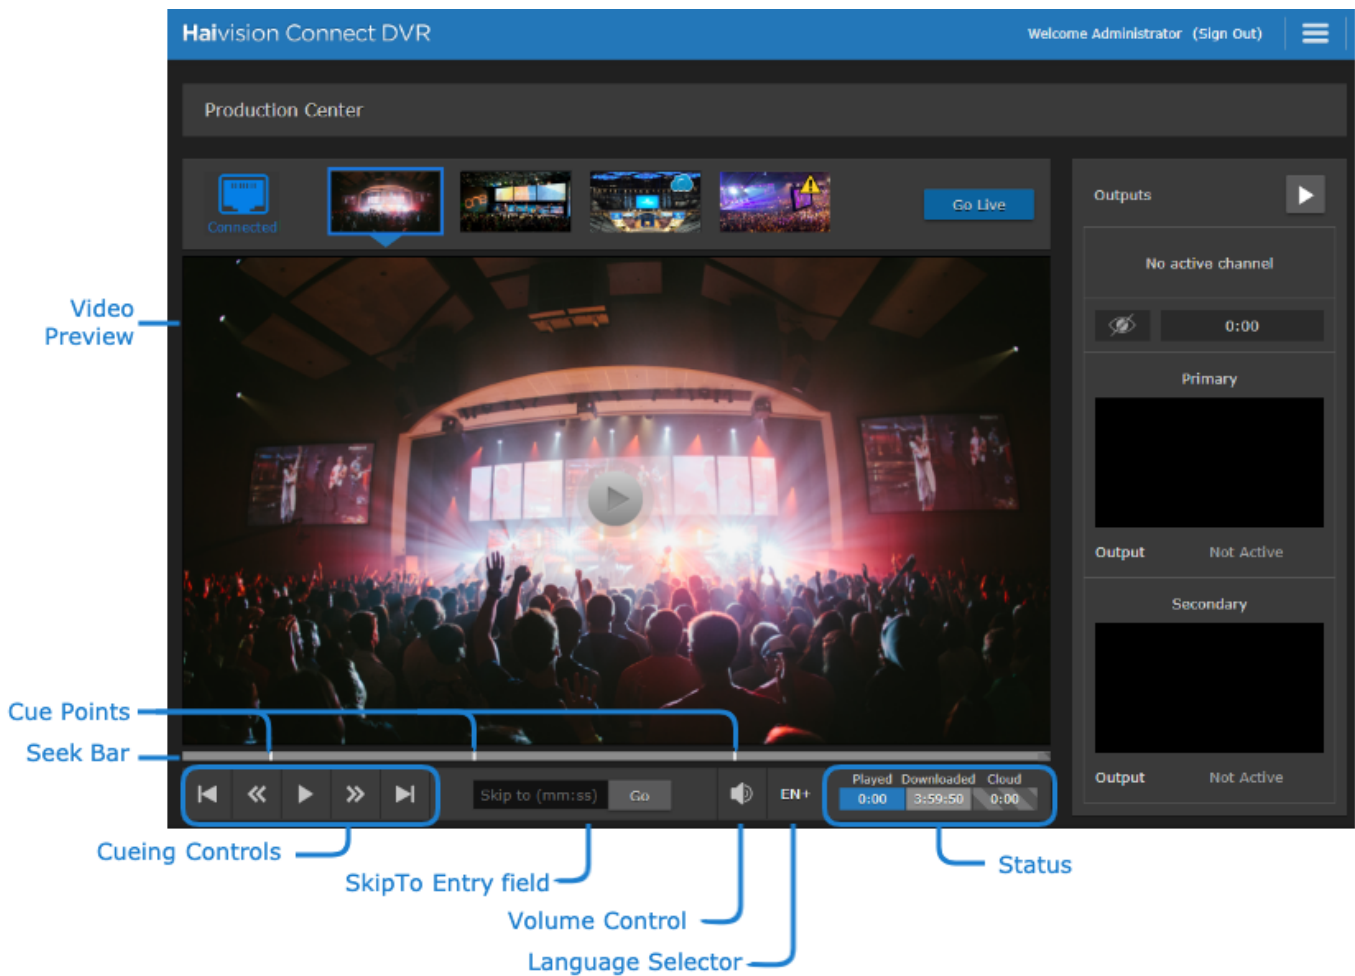 Haivision Connect DVR
Welcome Administrator (Sign Out)
Production Center
Connected
one
Go Live
Outputs
No active channel
0:00
Primary
Output Not Active
Secondary
Output Not Active
Video
Preview
Cue Points
Seek Bar
Skip to (mm:ss) Go
EN+
Played Downloaded Cloud
0:00 3:59:50 0:00
Cueing Controls
Status
SkipTo Entry field
Volume Control
Language Selector